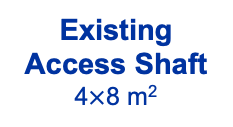 Existing
Access Shaft
4×8 m²